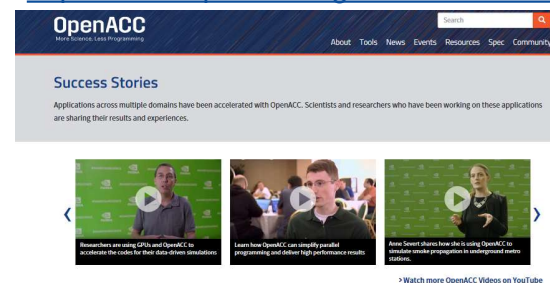 OpenACC
More Science, Less Programming
Search
About Tools News Events Resources Spec Community
Success Stories
Applications across multiple domains have been accelerated with OpenACC. Scientists and researchers who have been working on these applications
are sharing their results and experiences.
Researchers are using GPUs and OpenACC to
accelerate the codes for their data-driven simulations
Learn how OpenACC can simplify parallel
programming and deliver high performance results
Anne Severt shares how she is using OpenACC to
simulate smoke propagation in underground metro
stations.
>Watch more OpenACC Videos on YouTube